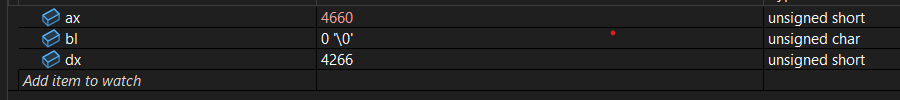 ax 4660 unsigned short
bl 0 '\0' unsigned char
dx 4266 unsigned short
Add item to watch